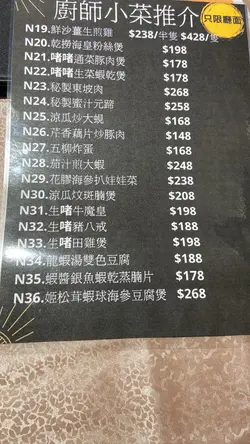 廚師小菜推介
只限廳面
N19.鮮沙薑生煎雞 $238/半隻 $428/隻
N20.乾撈海皇粉絲煲 $198
N21.啫啫通菜豚肉煲 $178
N22.啫啫生菜蝦乾煲 $178
N23.秘製東坡肉 $268
N24.秘製蜜汁元蹄 $258
N25.涼瓜炒大蜆 $168
N26.芹香藕片炒豚肉 $148
N27.五柳炸蛋 $168
N28.茄汁煎大蝦 $248
N29.花膠海參扒娃娃菜 $238
N30.涼瓜炆斑腩煲 $208
N31.生啫牛魔皇 $198
N32.生啫豬八戒 $188
N33.生啫田雞煲 $198
N34.龍蝦湯雙色豆腐 $188
N35.蝦醬銀魚蝦乾蒸腩片 $178
N36.姬松茸蝦球海參豆腐煲 $268